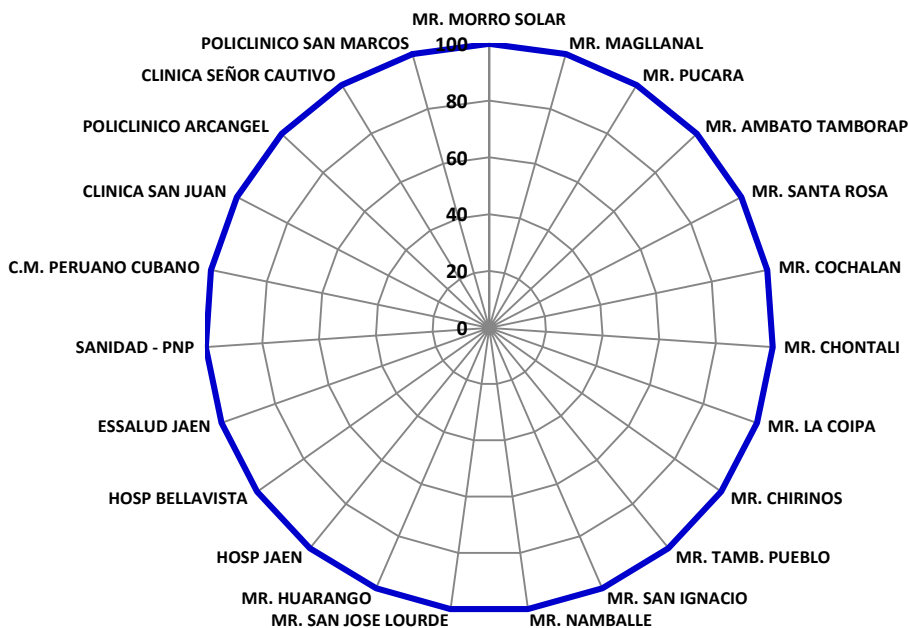 MR. MORRO SOLAR
POLICLINICO SAN MARCOS
100
MR. MAGLLANAL
CLINICA SEÑOR CAUTIVO
MR. PUCARA
80
POLICLINICO ARCANGEL
MR. AMBATO TAMBORAP
60
CLINICA SAN JUAN
MR. SANTA ROSA
40
C.M. PERUANO CUBANO
20
MR. COCHALAN
0
SANIDAD - PNP
MR. CHONTALI
ESSALUD JAEN
MR. LA COIPA
HOSP BELLAVISTA
MR. CHIRINOS
HOSP JAEN
MR. TAMB. PUEBLO
MR. HUARANGO
MR. SAN IGNACIO
MR. SAN JOSE LOURDE
MR. NAMBALLE